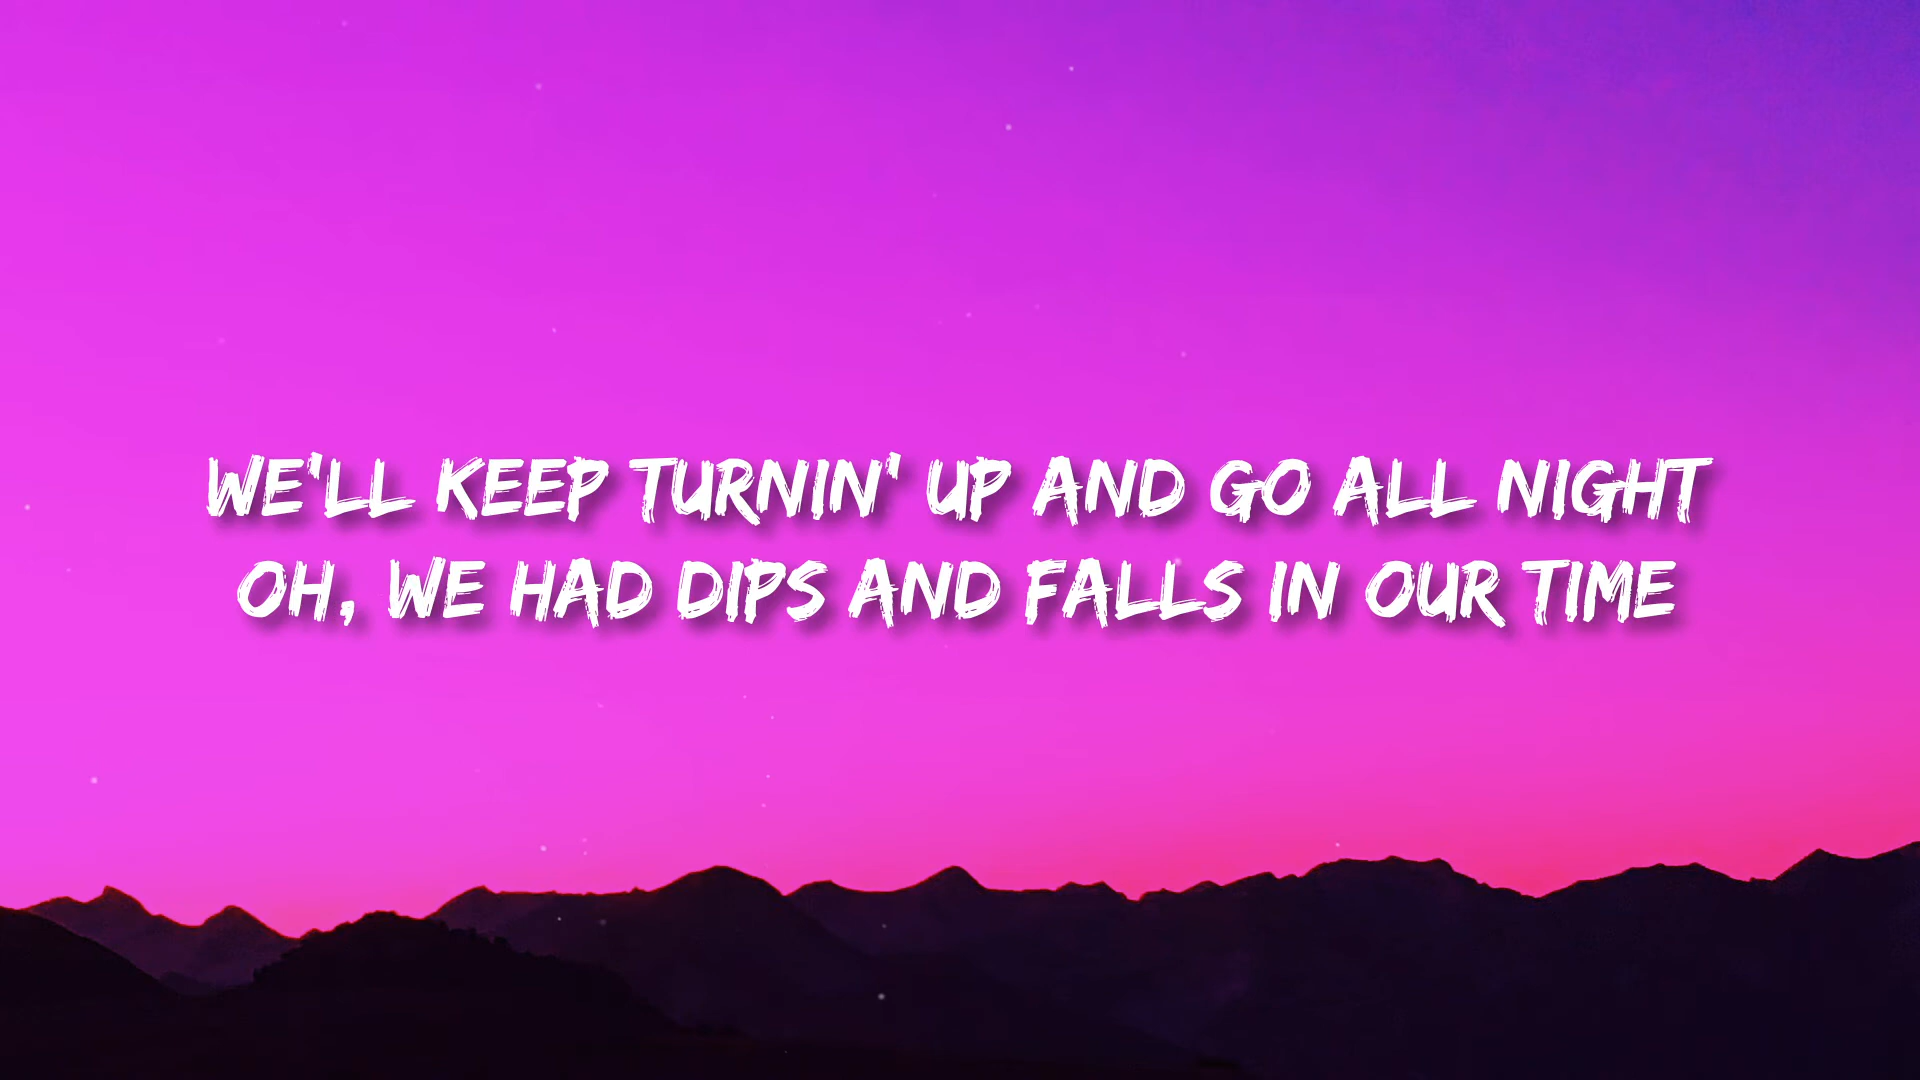 WE'LL KEEP TURNIN' UP AND GO ALL NIGHT
OH, WE HAD DIPS AND FALLS IN OUR TIME